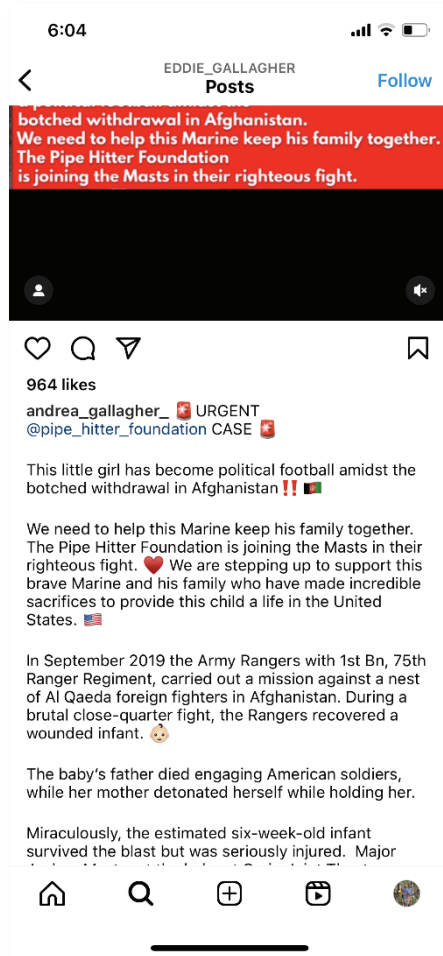 6:04
EDDIE_GALLAGHER
Posts
Follow
botched withdrawal in Afghanistan.
We need to help this Marine keep his family together.
The Pipe Hitter Foundation
is joining the Masts in their righteous fight.
964 likes
andrea_gallagher_ 🚨 URGENT
@pipe_hitter_foundation CASE 🚨
This little girl has become political football amidst the
botched withdrawal in Afghanistan ‼️ 🇦🇫
We need to help this Marine keep his family together.
The Pipe Hitter Foundation is joining the Masts in their
righteous fight. ❤️ We are stepping up to support this
brave Marine and his family who have made incredible
sacrifices to provide this child a life in the United
States. 🇺🇸
In September 2019 the Army Rangers with 1st Bn, 75th
Ranger Regiment, carried out a mission against a nest
of Al Qaeda foreign fighters in Afghanistan. During a
brutal close-quarter fight, the Rangers recovered a
wounded infant. 👶🏻
The baby's father died engaging American soldiers,
while her mother detonated herself while holding her.
Miraculously, the estimated six-week-old infant
survived the blast but was seriously injured.  Major